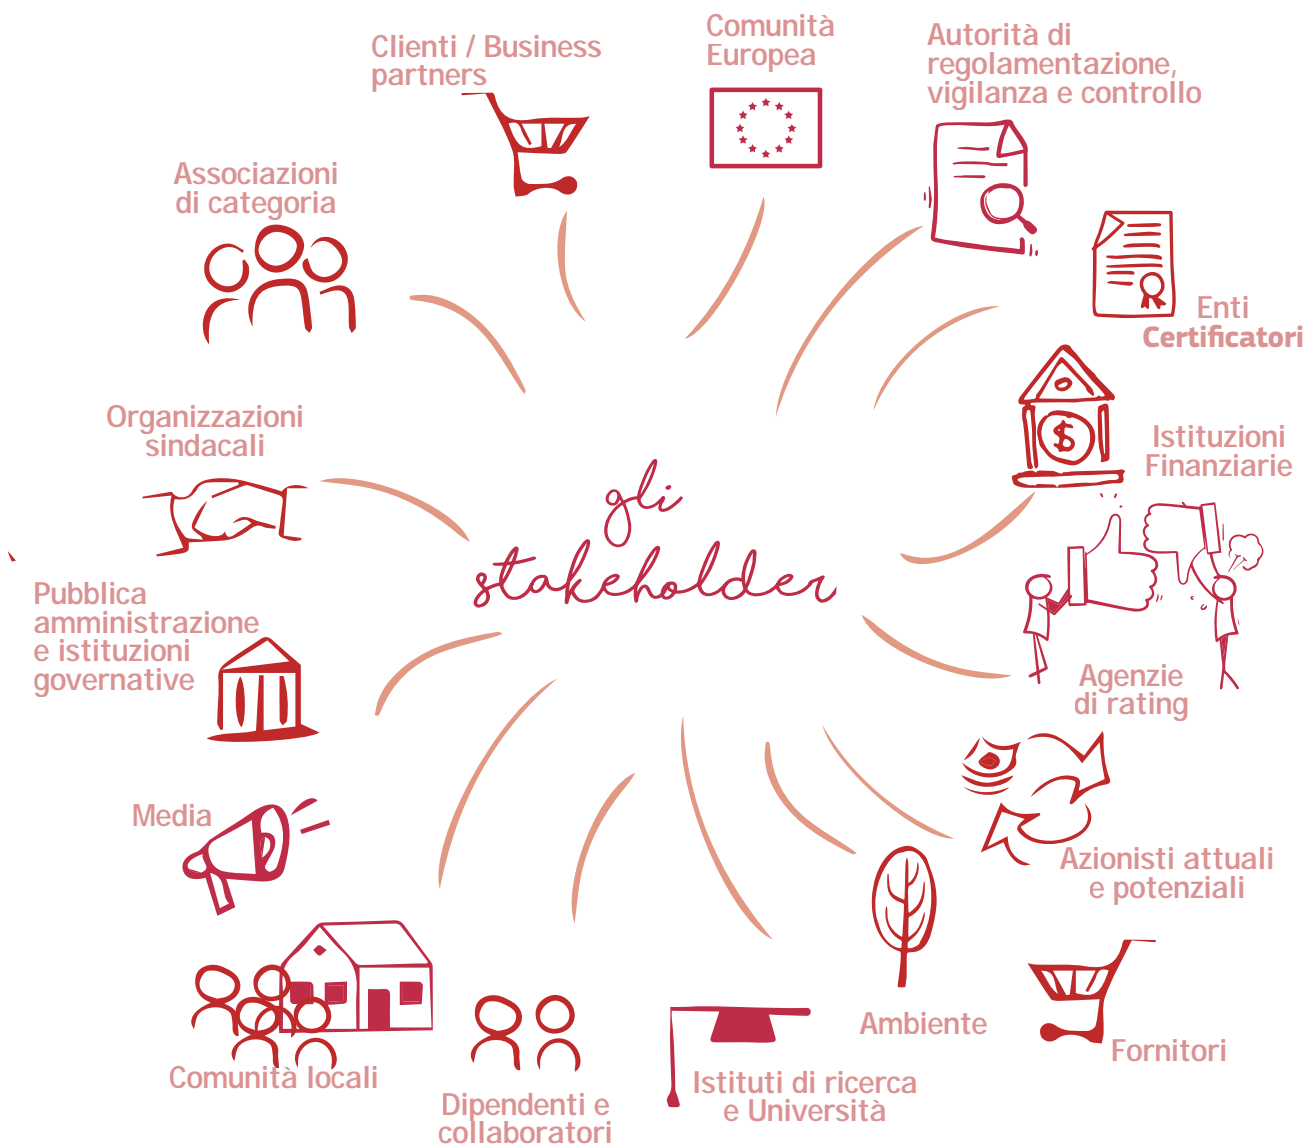 Clienti / Business
partners
Comunità
Europea
Autorità di
regolamentazione,
vigilanza e controllo
Associazioni
di categoria
Enti
Certificatori
Organizzazioni
sindacali
Istituzioni
Finanziarie
$
gli
stakeholder
Pubblica
amministrazione
e istituzioni
governative
Agenzie
di rating
Media
Azionisti attuali
e potenziali
Ambiente
Fornitori
Comunità locali
Istituti di ricerca
e Università
Dipendenti e
collaboratori